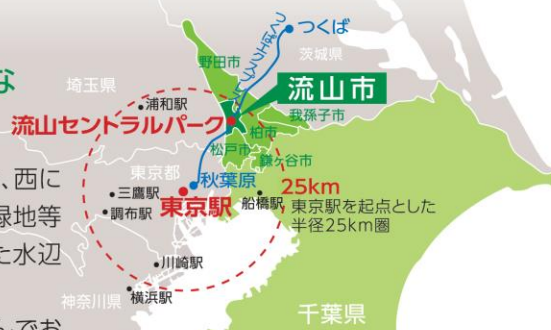 つくば
つくばエクスプレス
茨城県
野田市
埼玉県
な
流山市
浦和駅
我孫子市
流山セントラルパーク
柏市
松戸市
鎌ヶ谷市
東京都
、西に
秋葉原
25km
三鷹駅
東京駅
船橋駅
東京駅を起点とした
緑地等
調布駅
半径25km圏
た水辺
川崎駅
横浜駅
神奈川県
千葉県
でお